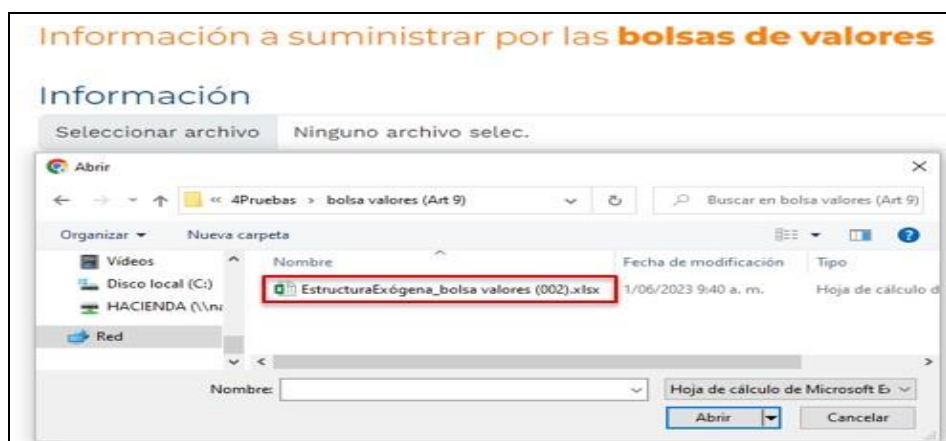 Información a suministrar por las bolsas de valores
Información
Seleccionar archivo Ninguno archivo selec.
Abrir
« 4Pruebas > bolsa valores (Art 9) Buscar en bolsa valores (Art 9)
Organizar Nueva carpeta
Vídeos Nombre Fecha de modificación Tipo
Disco local (C:) EstructuraExógena_bolsa valores (002).xlsx 1/06/2023 9:40 a. m. Hoja de cálculo d
HACIENDA (\\na
Red
Nombre: Hoja de cálculo de Microsoft Ex
Abrir Cancelar